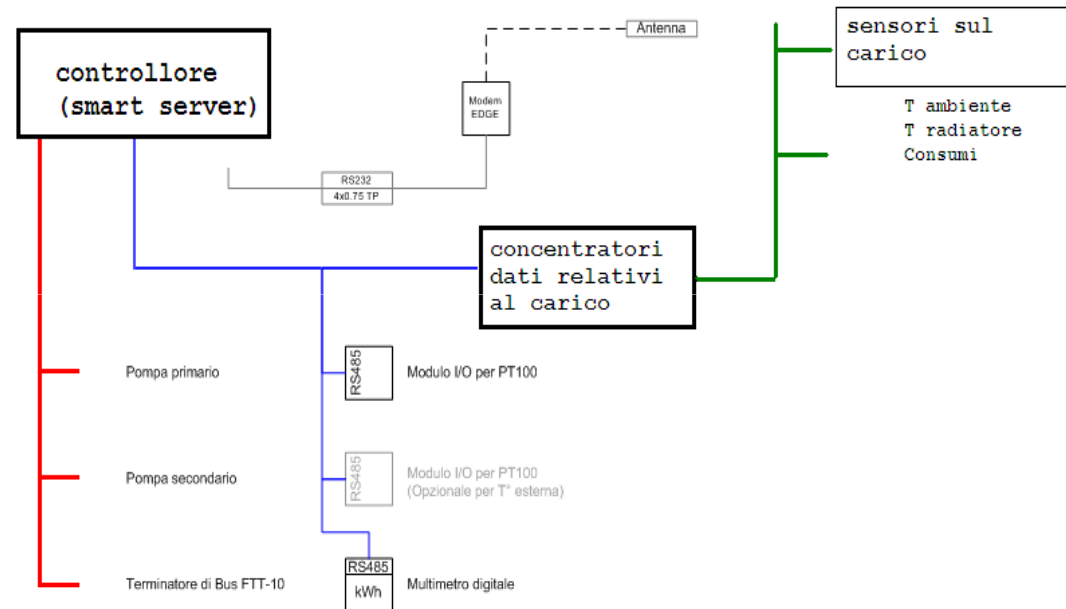 controllore
(smart server)
Antenna
sensori sul
carico
Modem
EDGE
T ambiente
T radiatore
Consumi
RS232
4x0.75 TP
concentratori
dati relativi
al carico
Pompa primario
RS485
Modulo I/O per PT100
Pompa secondario
RS485
Modulo I/O per PT100
(Opzionale per T° esterna)
Terminatore di Bus FTT-10
RS485
kWh
Multimetro digitale